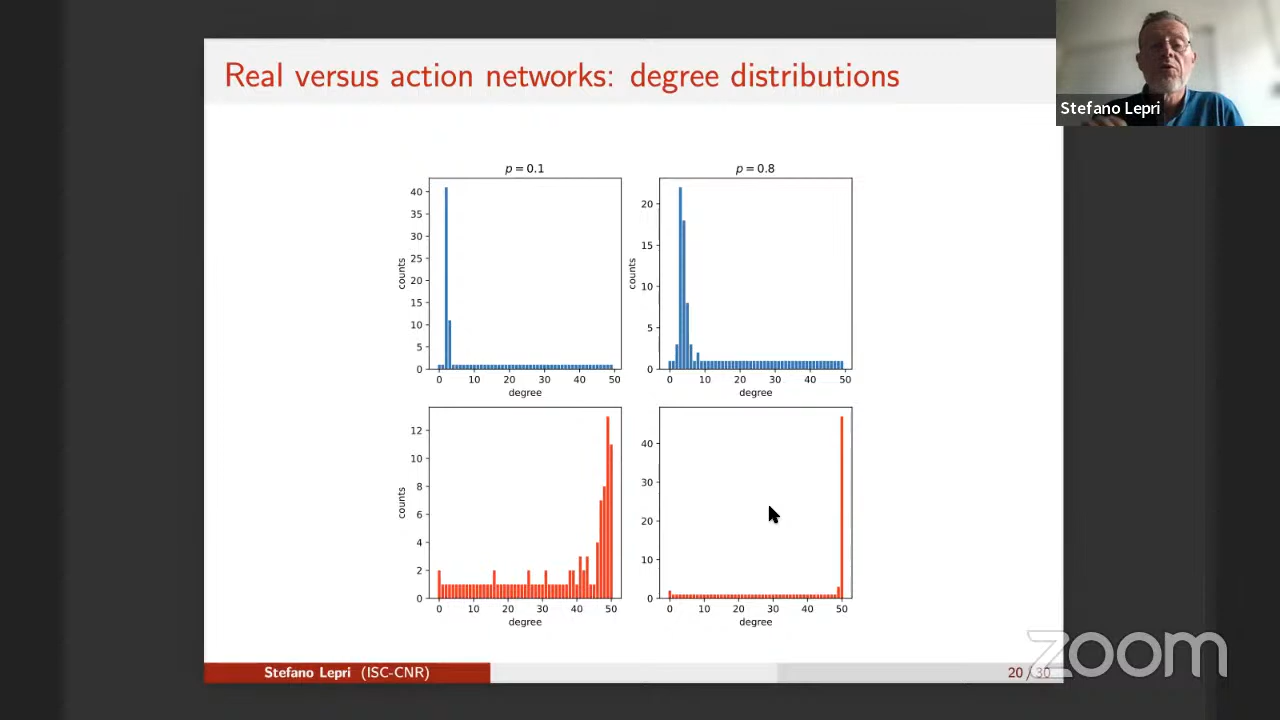 Real versus action networks: degree distributions
Stefano Lepri
p = 0.1
40
35
30
25
20
15
10
5
0
counts
0 10 20 30 40 50
degree
p = 0.8
20
15
10
5
0
counts
0 10 20 30 40 50
degree
12
10
8
6
4
2
0
counts
0 10 20 30 40 50
degree
40
30
20
10
0
0 10 20 30 40 50
degree
Stefano Lepri (ISC-CNR)
20 / 30
zoom